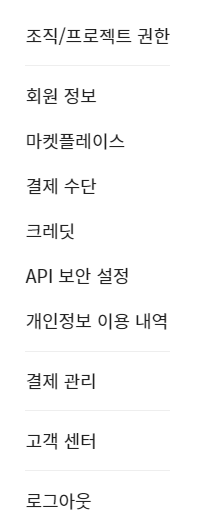 조직/프로젝트 권한
회원 정보
마켓플레이스
결제 수단
크레딧
API 보안 설정
개인정보 이용 내역
결제 관리
고객 센터
로그아웃